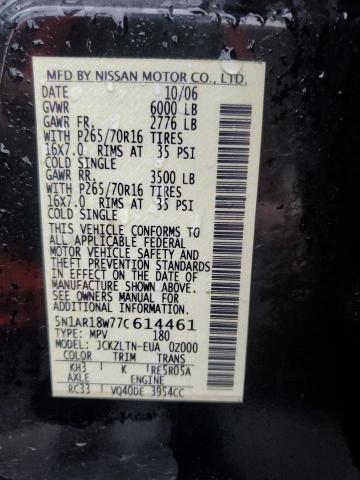 MFD BY NISSAN MOTOR CO., LTD.
DATE 10/06
GVWR 6000 LB
GAWR FR. 2776 LB
WITH P265/70R16 TIRES
16X7.0 RIMS AT 35 PSI
COLD SINGLE
GAWR RR. 3500 LB
WITH P265/70R16 TIRES
16X7.0 RIMS AT 35 PSI
COLD SINGLE
THIS VEHICLE CONFORMS TO
ALL APPLICABLE FEDERAL
MOTOR VEHICLE SAFETY AND
THEFT PREVENTION STANDARDS
IN EFFECT ON THE DATE OF
MANUFACTURE SHOWN ABOVE.
SEE OWNERS MANUAL FOR
ADDITIONAL INFORMATION.
5N1AR18W77C614461
TYPE: MPV 180
MODEL: JCKZLTN-EUA 0Z000
COLOR TRIM TRANS
KH3 K RE5R05A
AXLE ENGINE
RC33 VQ40DE 3954CC